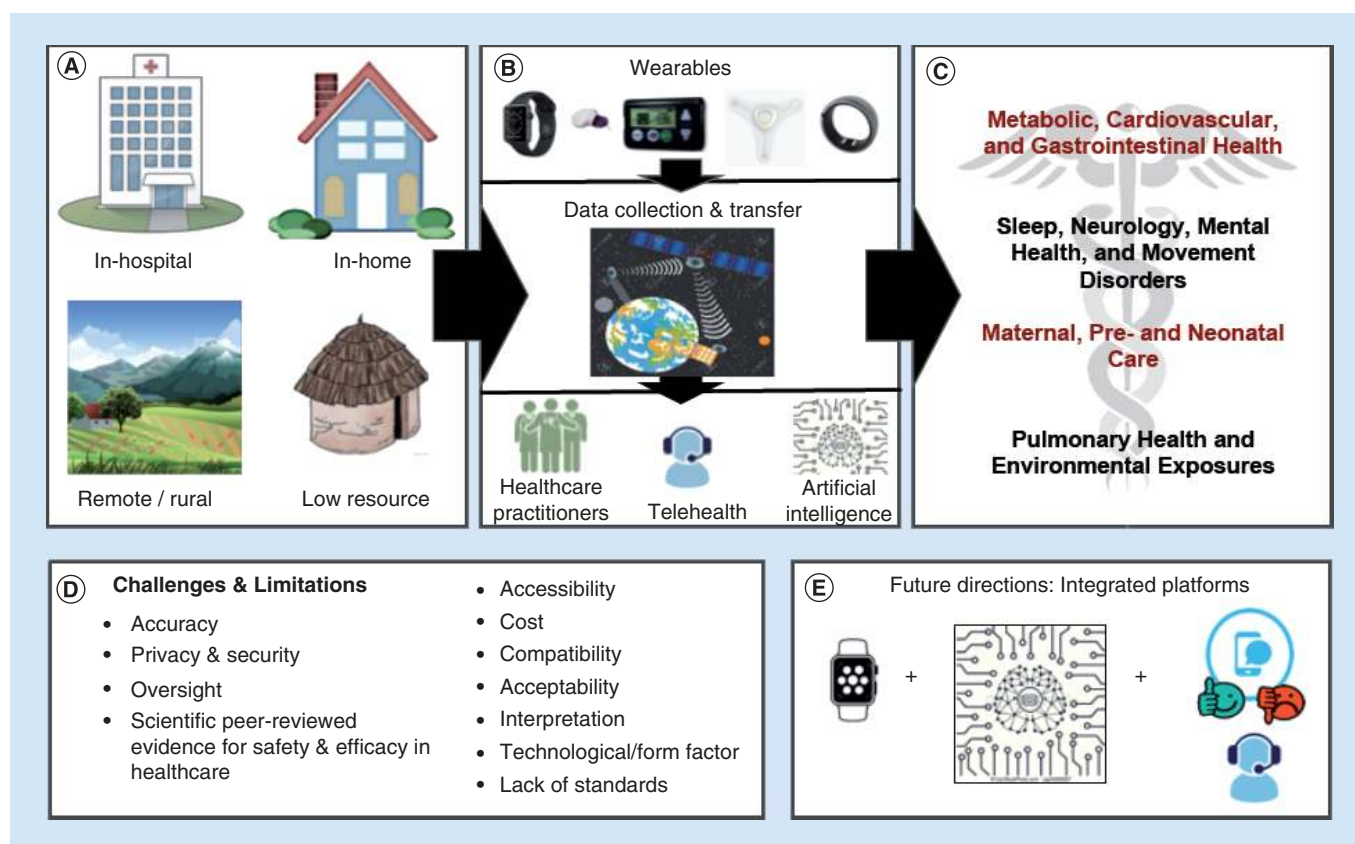 A
In-hospital
In-home
Remote / rural
Low resource
B
Wearables
Data collection & transfer
Healthcare
practitioners
Telehealth
Artificial
intelligence
C
Metabolic, Cardiovascular,
and Gastrointestinal Health
Sleep, Neurology, Mental
Health, and Movement
Disorders
Maternal, Pre- and Neonatal
Care
Pulmonary Health and
Environmental Exposures
D
Challenges & Limitations
• Accuracy
• Privacy & security
• Oversight
• Scientific peer-reviewed
evidence for safety & efficacy in
healthcare
• Accessibility
• Cost
• Compatibility
• Acceptability
• Interpretation
• Technological/form factor
• Lack of standards
E
Future directions: Integrated platforms
+
+